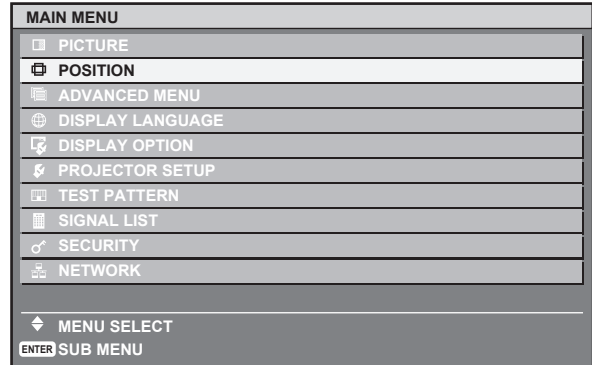 MAIN MENU
PICTURE
POSITION
ADVANCED MENU
DISPLAY LANGUAGE
DISPLAY OPTION
PROJECTOR SETUP
TEST PATTERN
SIGNAL LIST
SECURITY
NETWORK
MENU SELECT
ENTER SUB MENU